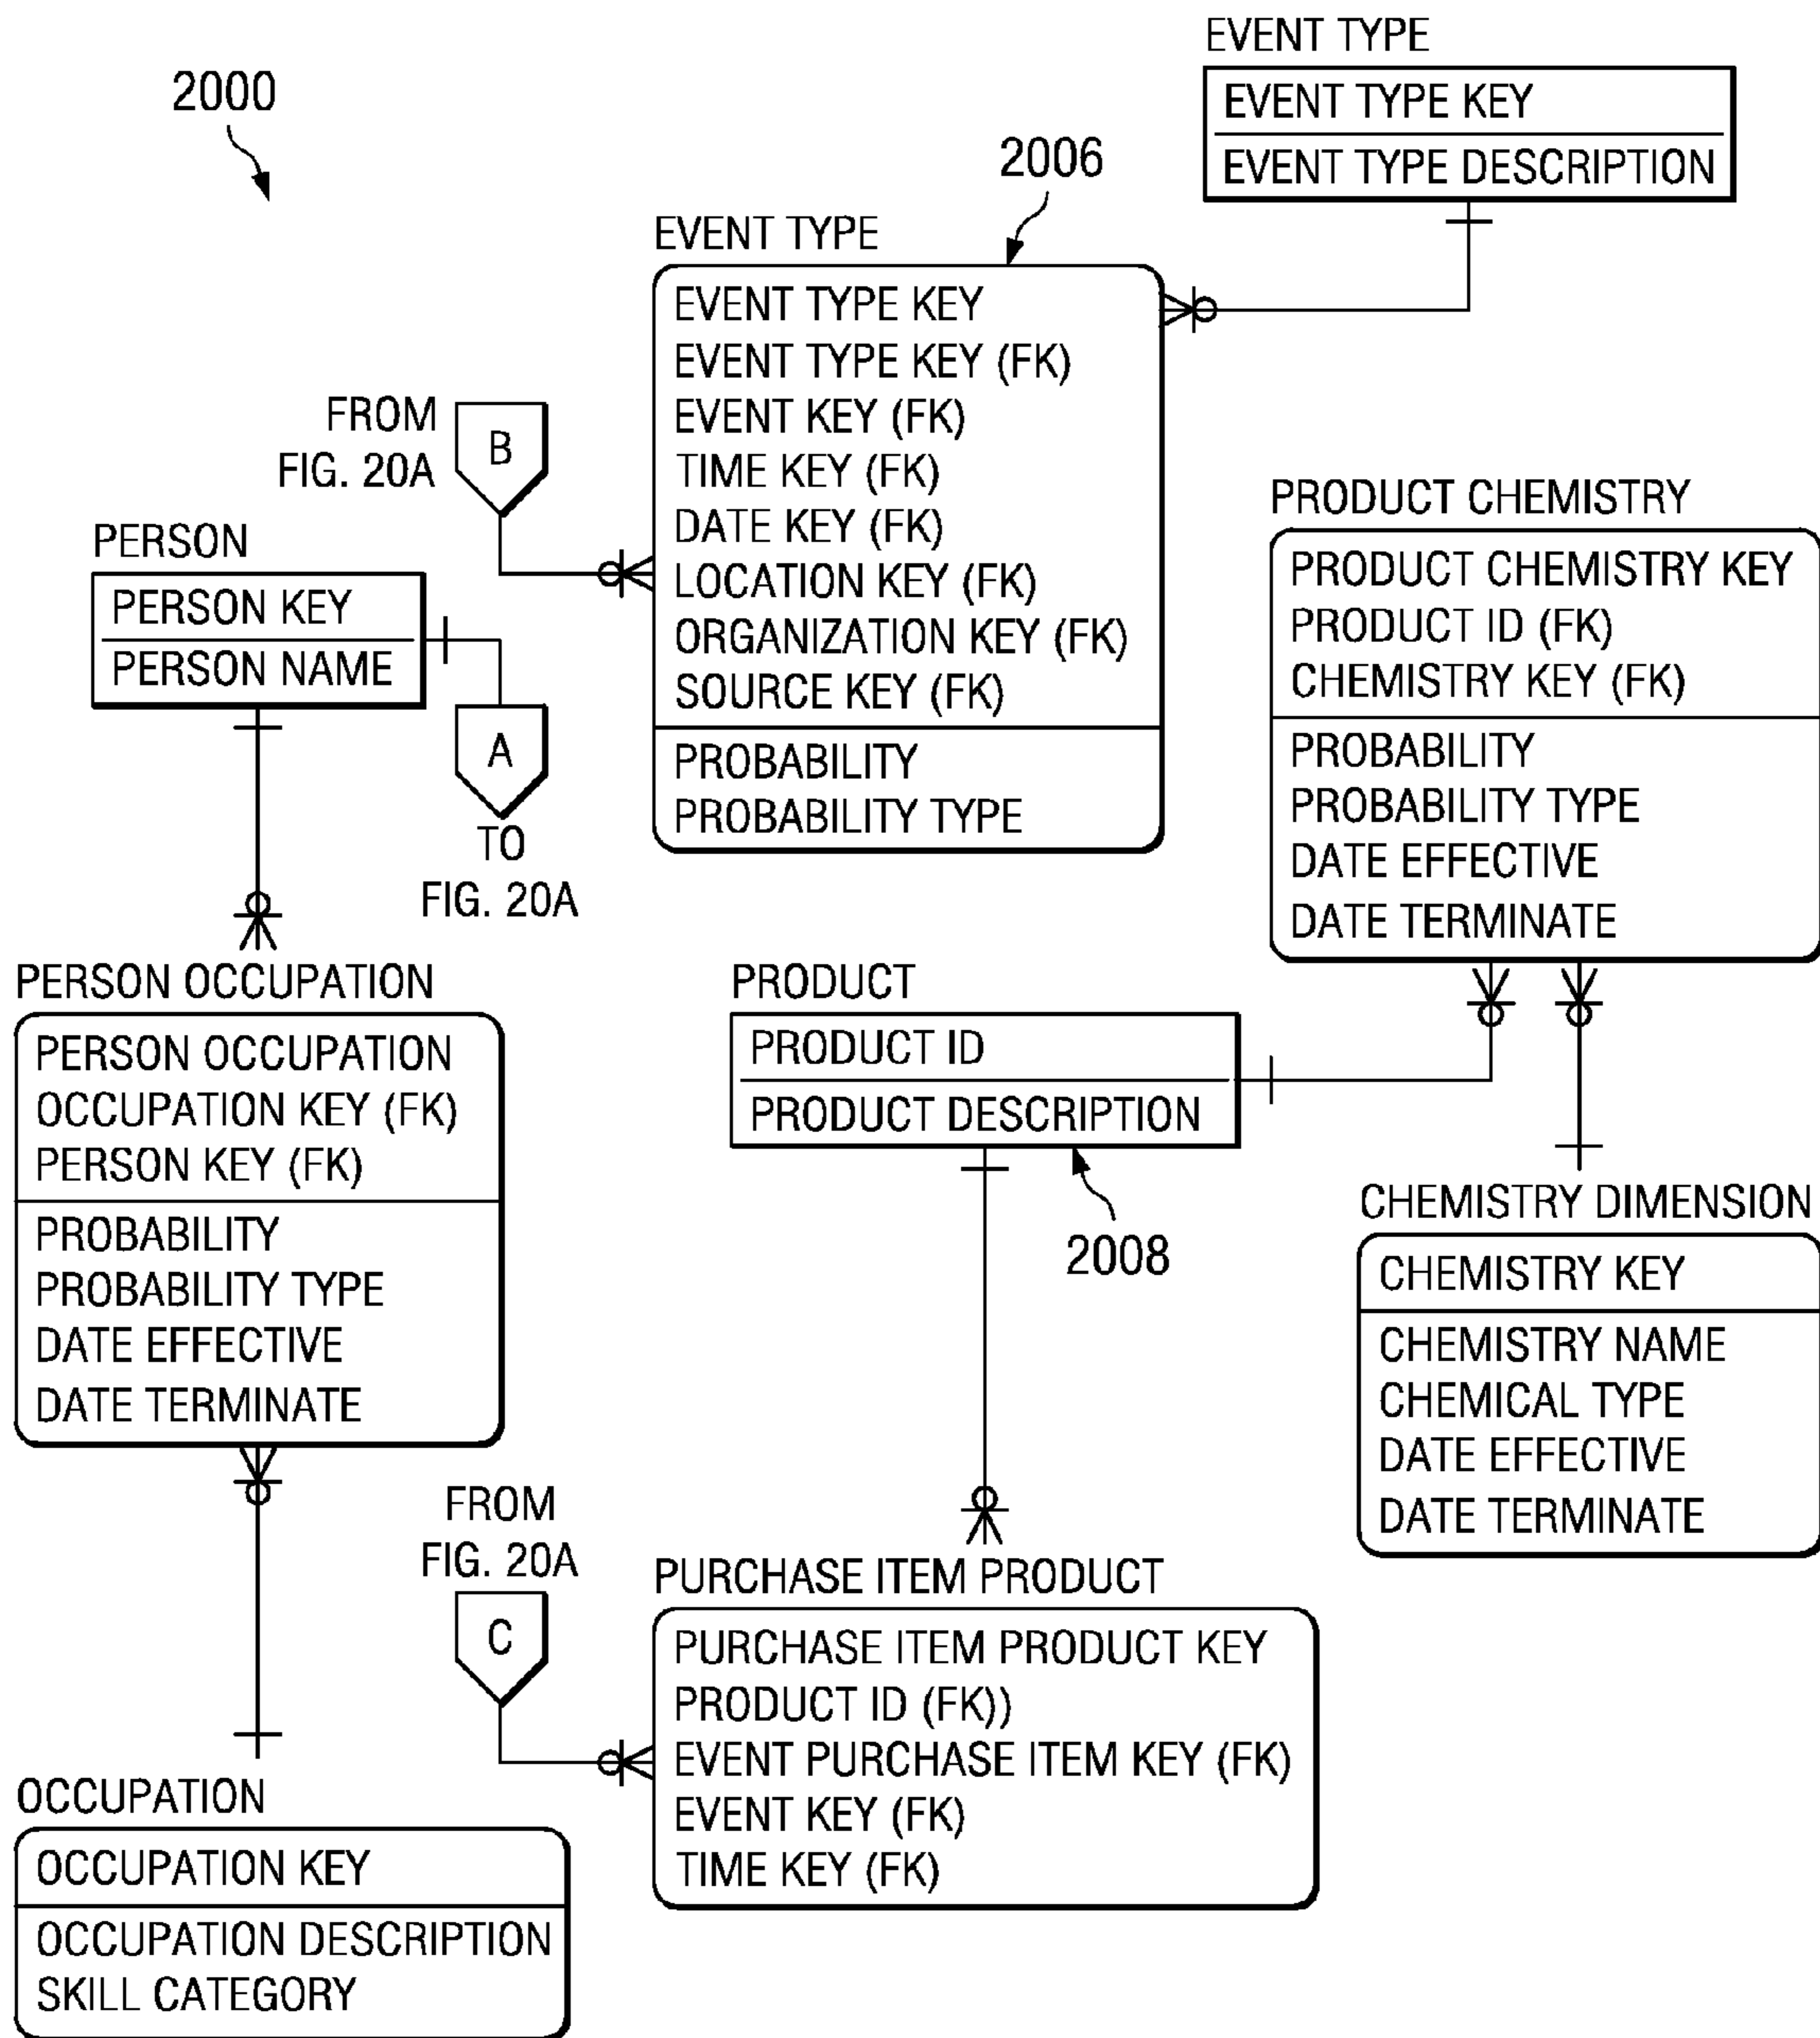 2000
EVENT TYPE
EVENT TYPE KEY
EVENT TYPE DESCRIPTION
2006
EVENT TYPE
EVENT TYPE KEY
EVENT TYPE KEY (FK)
EVENT KEY (FK)
TIME KEY (FK)
DATE KEY (FK)
LOCATION KEY (FK)
ORGANIZATION KEY (FK)
SOURCE KEY (FK)
PROBABILITY
PROBABILITY TYPE
FROM
FIG. 20A
B
PERSON
PERSON KEY
PERSON NAME
A
TO
FIG. 20A
PRODUCT CHEMISTRY
PRODUCT CHEMISTRY KEY
PRODUCT ID (FK)
CHEMISTRY KEY (FK)
PROBABILITY
PROBABILITY TYPE
DATE EFFECTIVE
DATE TERMINATE
PERSON OCCUPATION
PERSON OCCUPATION
OCCUPATION KEY (FK)
PERSON KEY (FK)
PROBABILITY
PROBABILITY TYPE
DATE EFFECTIVE
DATE TERMINATE
PRODUCT
PRODUCT ID
PRODUCT DESCRIPTION
2008
CHEMISTRY DIMENSION
CHEMISTRY KEY
CHEMISTRY NAME
CHEMICAL TYPE
DATE EFFECTIVE
DATE TERMINATE
FROM
FIG. 20A
C
PURCHASE ITEM PRODUCT
PURCHASE ITEM PRODUCT KEY
PRODUCT ID (FK))
EVENT PURCHASE ITEM KEY (FK)
EVENT KEY (FK)
TIME KEY (FK)
OCCUPATION
OCCUPATION KEY
OCCUPATION DESCRIPTION
SKILL CATEGORY